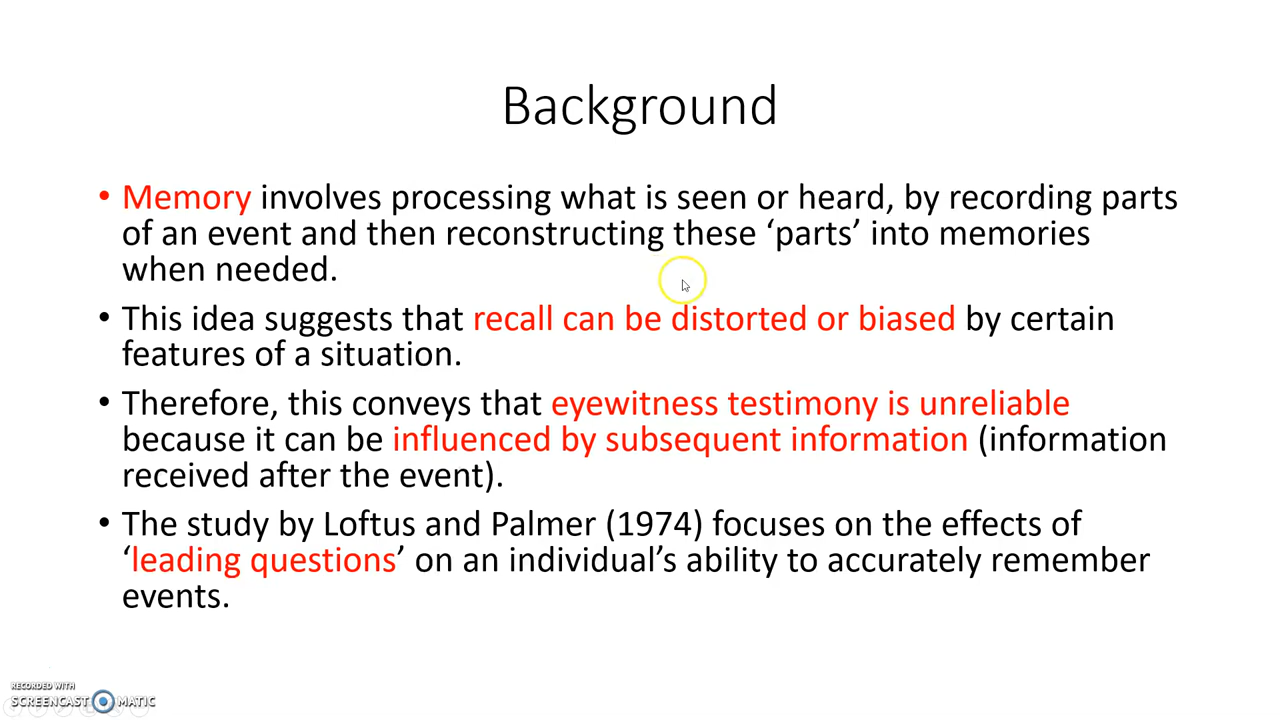 Background
• Memory involves processing what is seen or heard, by recording parts
of an event and then reconstructing these ‘parts’ into memories
when needed.
• This idea suggests that recall can be distorted or biased by certain
features of a situation.
• Therefore, this conveys that eyewitness testimony is unreliable
because it can be influenced by subsequent information (information
received after the event).
• The study by Loftus and Palmer (1974) focuses on the effects of
‘leading questions’ on an individual’s ability to accurately remember
events.
RECORDED WITH
SCREENCAST MATIC